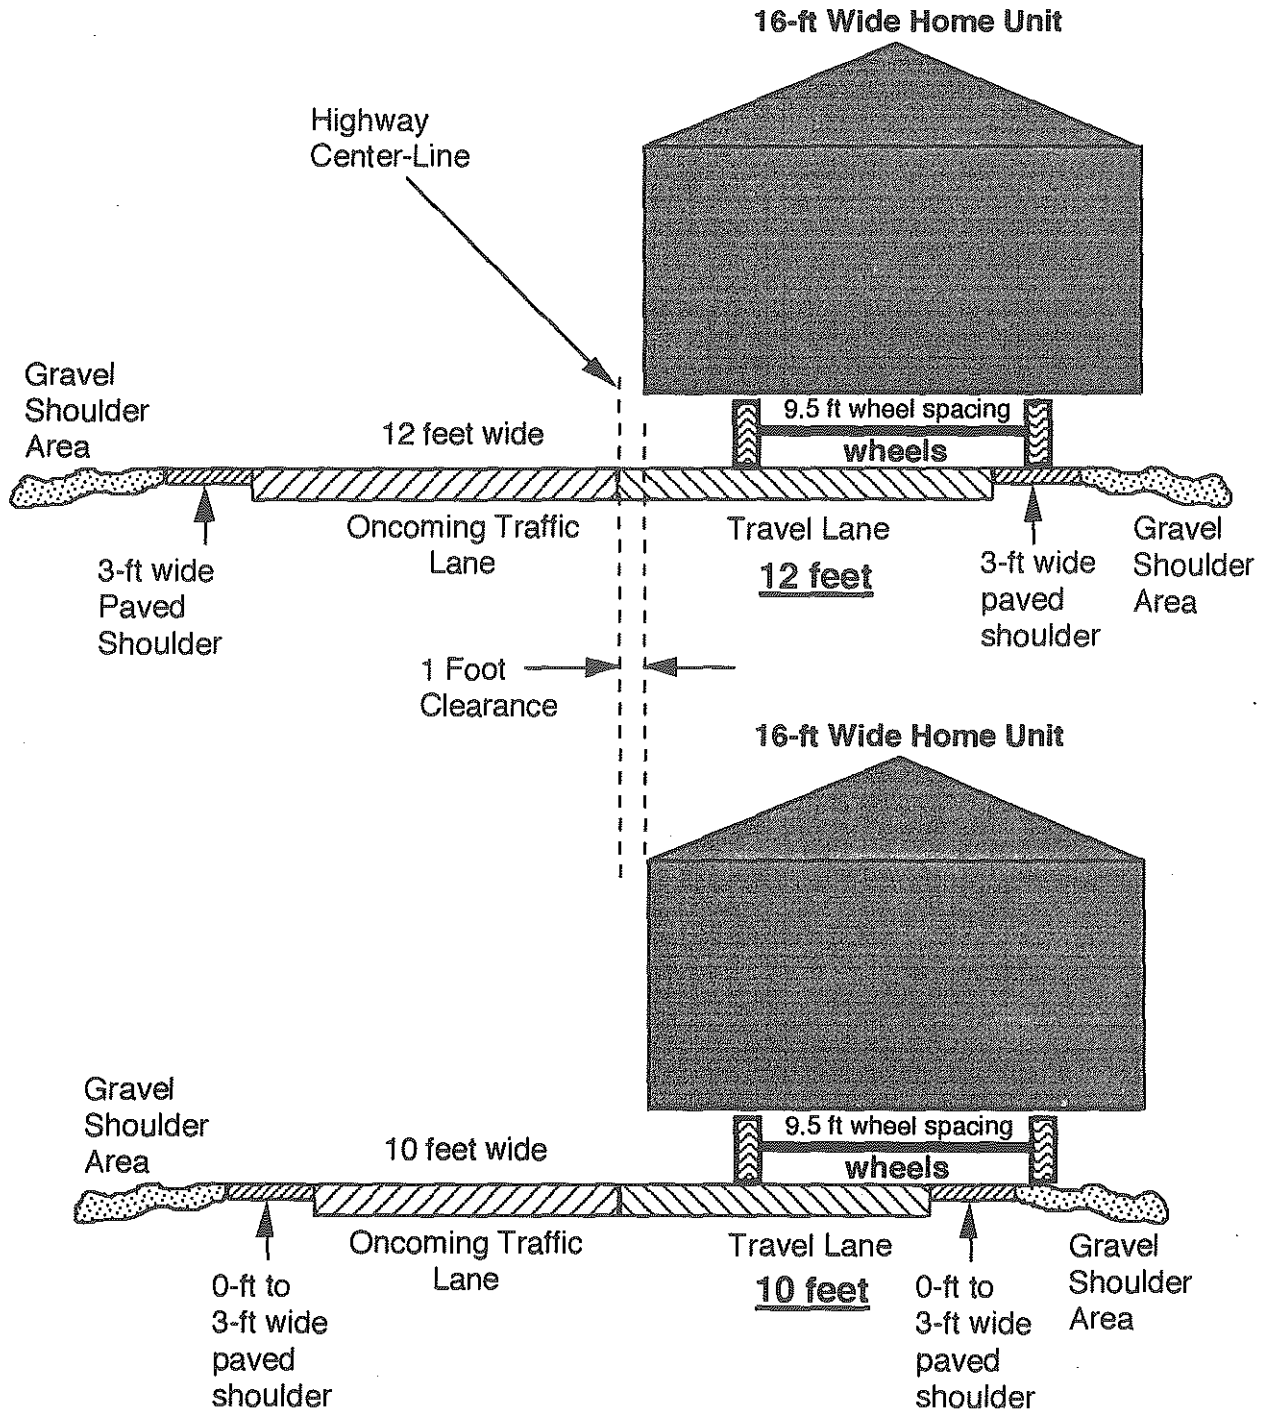 16-ft Wide Home Unit
Highway
Center-Line
Gravel
Shoulder
Area
12 feet wide
9.5 ft wheel spacing
wheels
Oncoming Traffic
Lane
Travel Lane
12 feet
3-ft wide
Paved
Shoulder
3-ft wide
paved
shoulder
Gravel
Shoulder
Area
1 Foot
Clearance
16-ft Wide Home Unit
Gravel
Shoulder
Area
10 feet wide
9.5 ft wheel spacing
wheels
Oncoming Traffic
Lane
Travel Lane
10 feet
0-ft to
3-ft wide
paved
shoulder
0-ft to
3-ft wide
paved
shoulder
Gravel
Shoulder
Area